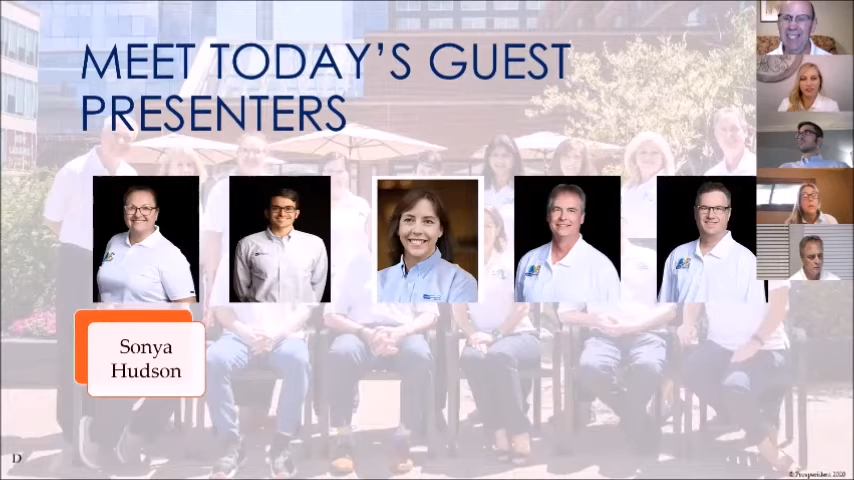 MEET TODAY'S GUEST
PRESENTERS
Sonya
Hudson
D